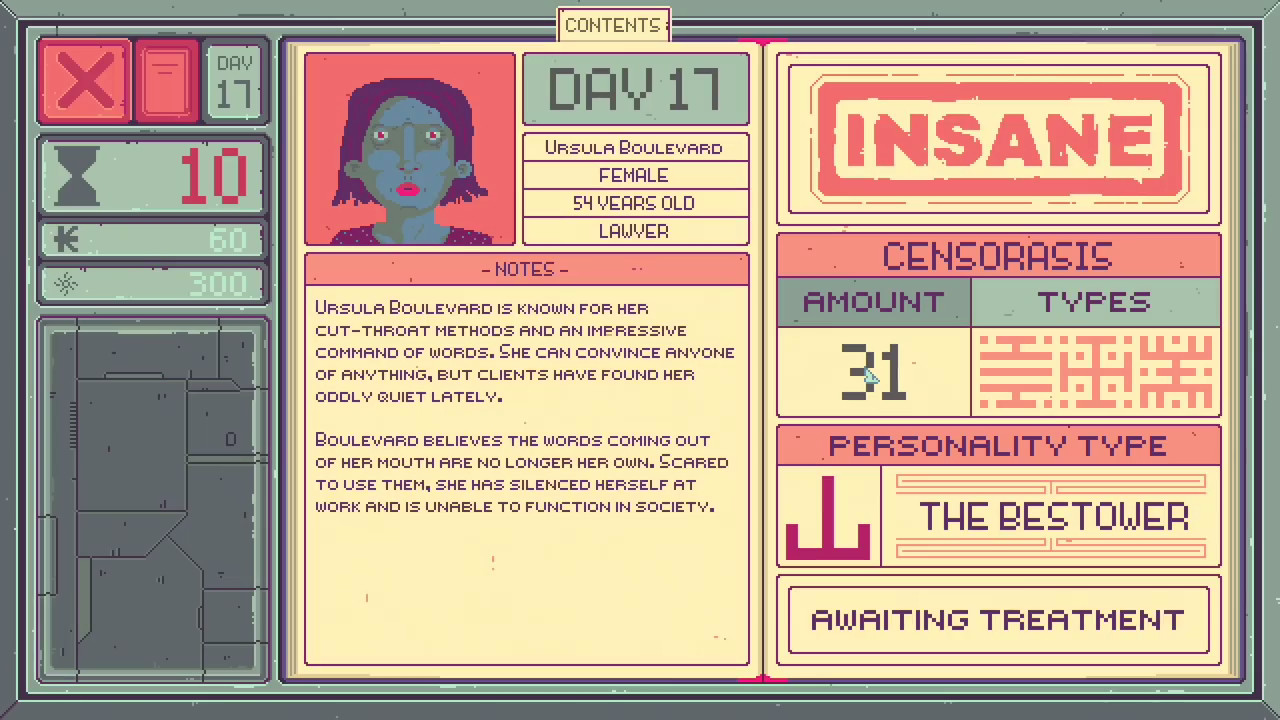 CONTENTS
DAY
17
10
60
300
DAY 17
URSULA BOULEVARD
FEMALE
54 YEARS OLD
LAWYER
- NOTES -
URSULA BOULEVARD IS KNOWN FOR HER
CUT-THROAT METHODS AND AN IMPRESSIVE
COMMAND OF WORDS. SHE CAN CONVINCE ANYONE
OF ANYTHING, BUT CLIENTS HAVE FOUND HER
ODDLY QUIET LATELY.
BOULEVARD BELIEVES THE WORDS COMING OUT
OF HER MOUTH ARE NO LONGER HER OWN. SCARED
TO USE THEM, SHE HAS SILENCED HERSELF AT
WORK AND IS UNABLE TO FUNCTION IN SOCIETY.
INSANE
CENSORASIS
AMOUNT
TYPES
31
PERSONALITY TYPE
THE BESTOWER
AWAITING TREATMENT